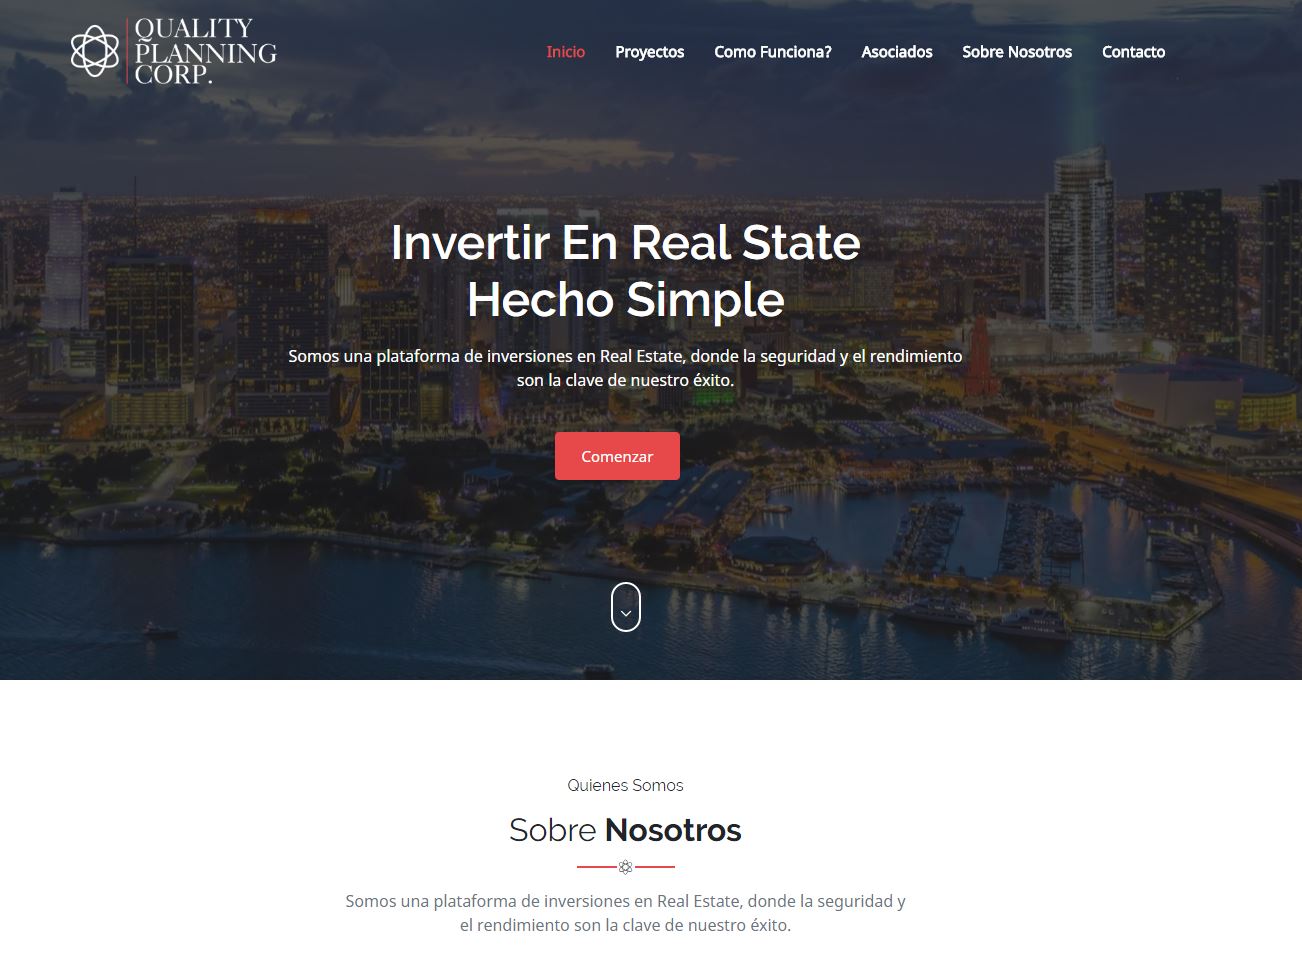 QUALITY
PLANNING
CORP.
Inicio Proyectos Como Funciona? Asociados Sobre Nosotros Contacto
Invertir En Real State
Hecho Simple
Somos una plataforma de inversiones en Real Estate, donde la seguridad y el rendimiento
son la clave de nuestro éxito.
Comenzar
Quienes Somos
Sobre Nosotros
Somos una plataforma de inversiones en Real Estate, donde la seguridad y
el rendimiento son la clave de nuestro éxito.